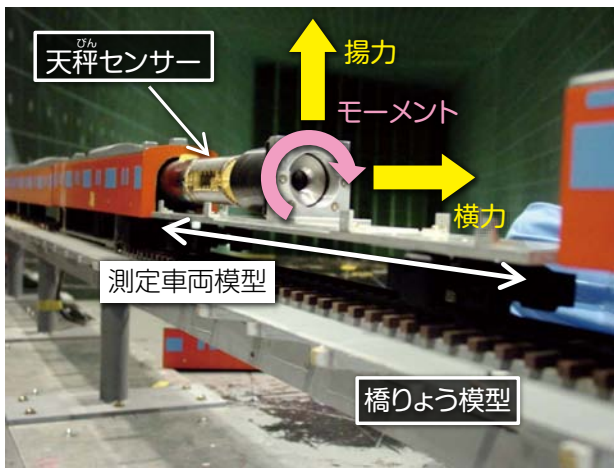 びん
天秤センサー
揚力
モーメント
横力
測定車両模型
橋りょう模型